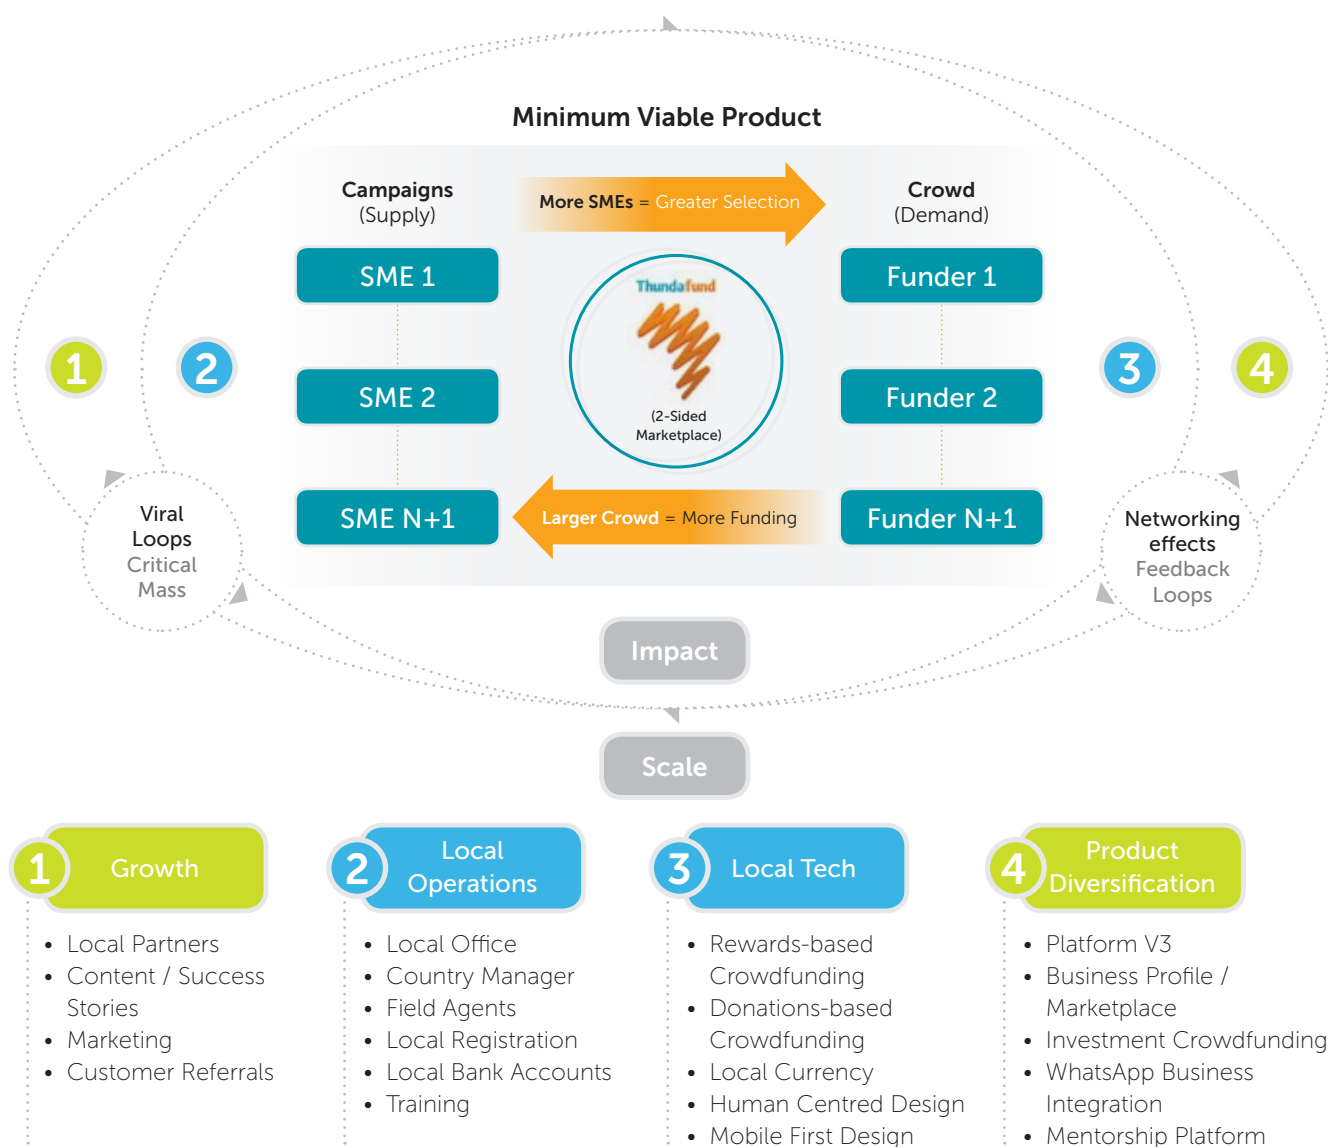 Minimum Viable Product
Campaigns
(Supply)
More SMEs = Greater Selection
Crowd
(Demand)
SME 1
Thundafund
Funder 1
1
2
SME 2
(2-Sided
Marketplace)
Funder 2
3
4
SME N+1
Larger Crowd = More Funding
Funder N+1
Viral
Loops
Critical
Mass
Networking
effects
Feedback
Loops
Impact
Scale
1
Growth
• Local Partners
• Content / Success
Stories
• Marketing
• Customer Referrals
2
Local
Operations
• Local Office
• Country Manager
• Field Agents
• Local Registration
• Local Bank Accounts
• Training
3
Local Tech
• Rewards-based
Crowdfunding
• Donations-based
Crowdfunding
• Local Currency
• Human Centred Design
• Mobile First Design
4
Product
Diversification
• Platform V3
• Business Profile /
Marketplace
• Investment Crowdfunding
• WhatsApp Business
Integration
• Mentorship Platform